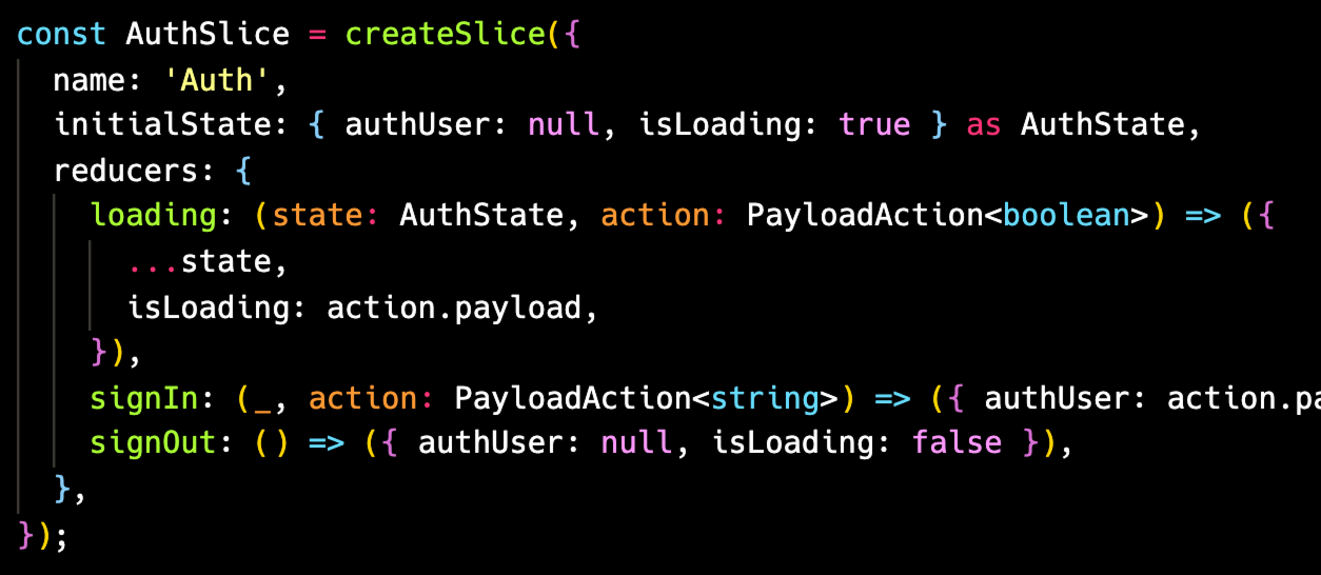 const AuthSlice = createSlice({
  name: 'Auth',
  initialState: { authUser: null, isLoading: true } as AuthState,
  reducers: {
    loading: (state: AuthState, action: PayloadAction<boolean>) => ({
      ...state,
      isLoading: action.payload,
    }),
    signIn: (_, action: PayloadAction<string>) => ({ authUser: action.pa
    signOut: () => ({ authUser: null, isLoading: false }),
  },
});